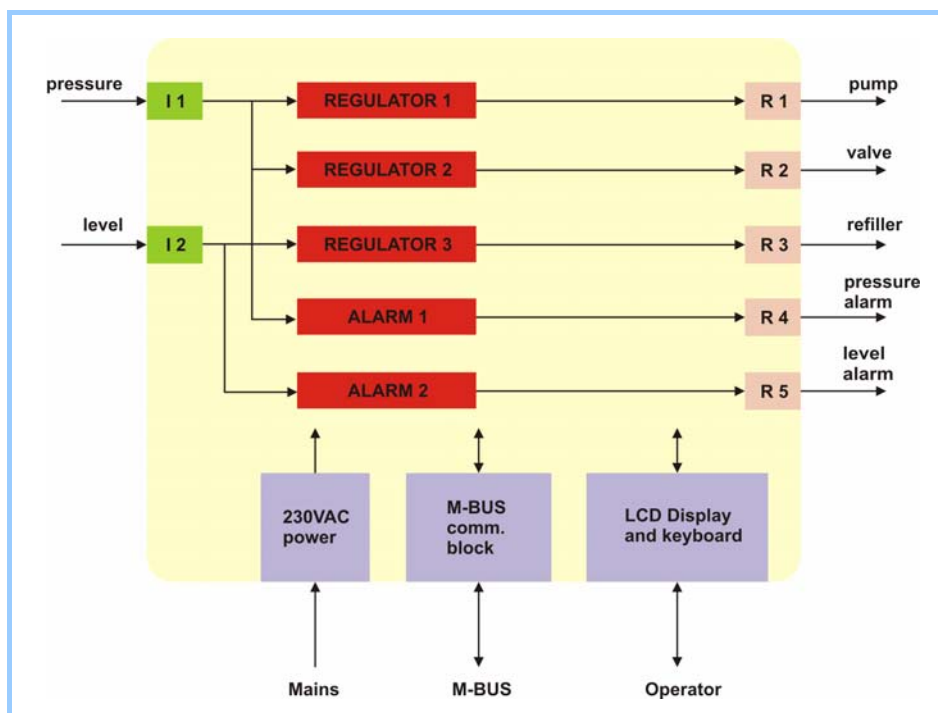 pressure
I 1
REGULATOR 1
R 1
pump
REGULATOR 2
R 2
valve
level
I 2
REGULATOR 3
R 3
refiller
ALARM 1
R 4
pressure
alarm
ALARM 2
R 5
level
alarm
230VAC
power
M-BUS
comm.
block
LCD Display
and keyboard
Mains
M-BUS
Operator